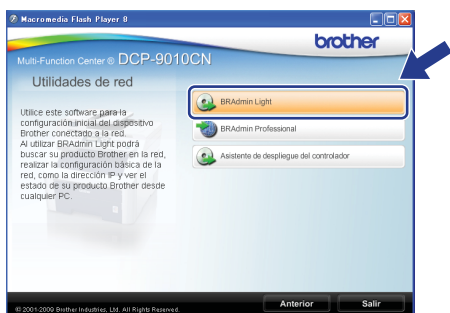 Macromedia Flash Player 8
brother
Multi-Function Center ® DCP-9010CN
Utilidades de red
Utilice este software para la
configuración inicial del dispositivo
Brother conectado a la red.
Al utilizar BRAdmin Light podrá
buscar su producto Brother en la red,
realizar la configuración básica de la
red, como la dirección IP y ver el
estado de su producto Brother desde
cualquier PC.
BRAdmin Light
BRAdmin Professional
Asistente de despliegue del controlador
© 2001-2009 Brother Industries, Ltd. All Rights Reserved.
Anterior
Salir